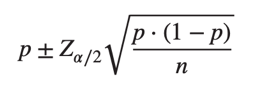 p ± Z_{α/2} √(p · (1 − p) / n)